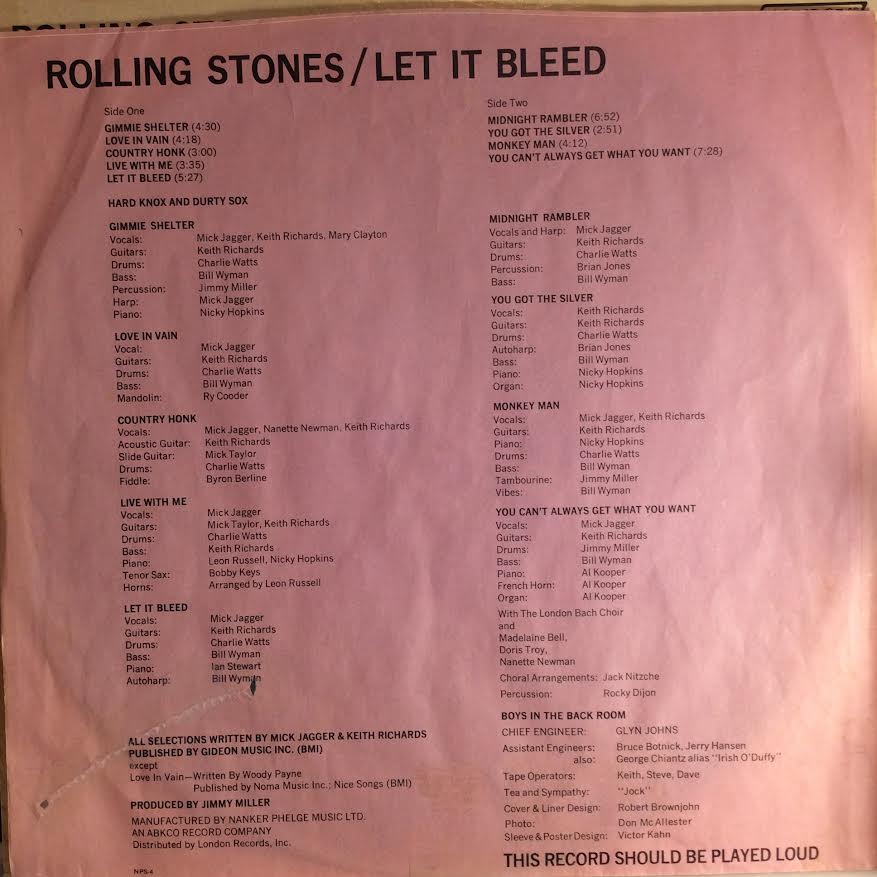 ROLLING STONES/LET IT BLEED
Side One
GIMMIE SHELTER (4:30)
LOVE IN VAIN (4:18)
COUNTRY HONK (3:00)
LIVE WITH ME (3:35)
LET IT BLEED (5:27)
HARD KNOX AND DURTY SOX
GIMMIE SHELTER
Vocals: Mick Jagger, Keith Richards, Mary Clayton
Guitars: Keith Richards
Drums: Charlie Watts
Bass: Bill Wyman
Percussion: Jimmy Miller
Harp: Mick Jagger
Piano: Nicky Hopkins
LOVE IN VAIN
Vocal: Mick Jagger
Guitars: Keith Richards
Drums: Charlie Watts
Bass: Bill Wyman
Mandolin: Ry Cooder
COUNTRY HONK
Vocals: Mick Jagger, Nanette Newman, Keith Richards
Acoustic Guitar: Keith Richards
Slide Guitar: Mick Taylor
Drums: Charlie Watts
Fiddle: Byron Berline
LIVE WITH ME
Vocals: Mick Jagger
Guitars: Mick Taylor, Keith Richards
Drums: Charlie Watts
Bass: Keith Richards
Piano: Leon Russell, Nicky Hopkins
Tenor Sax: Bobby Keys
Horns: Arranged by Leon Russell
LET IT BLEED
Vocals: Mick Jagger
Guitars: Keith Richards
Drums: Charlie Watts
Bass: Bill Wyman
Piano: Ian Stewart
Autoharp: Bill Wyman
ALL SELECTIONS WRITTEN BY MICK JAGGER & KEITH RICHARDS
PUBLISHED BY GIDEON MUSIC INC. (BMI)
except
Love In Vain—Written By Woody Payne
Published by Noma Music Inc.; Nice Songs (BMI)
PRODUCED BY JIMMY MILLER
MANUFACTURED BY NANKER PHELGE MUSIC LTD.
AN ABKCO RECORD COMPANY
Distributed by London Records, Inc.
NPS-4
Side Two
MIDNIGHT RAMBLER (6:52)
YOU GOT THE SILVER (2:51)
MONKEY MAN (4:12)
YOU CAN'T ALWAYS GET WHAT YOU WANT (7:28)
MIDNIGHT RAMBLER
Vocals and Harp: Mick Jagger
Guitars: Keith Richards
Drums: Charlie Watts
Percussion: Brian Jones
Bass: Bill Wyman
YOU GOT THE SILVER
Vocals: Keith Richards
Guitars: Keith Richards
Drums: Charlie Watts
Autoharp: Brian Jones
Bass: Bill Wyman
Piano: Nicky Hopkins
Organ: Nicky Hopkins
MONKEY MAN
Vocals: Mick Jagger, Keith Richards
Guitars: Keith Richards
Piano: Nicky Hopkins
Drums: Charlie Watts
Bass: Bill Wyman
Tambourine: Jimmy Miller
Vibes: Bill Wyman
YOU CAN'T ALWAYS GET WHAT YOU WANT
Vocals: Mick Jagger
Guitars: Keith Richards
Drums: Jimmy Miller
Bass: Bill Wyman
Piano: Al Kooper
French Horn: Al Kooper
Organ: Al Kooper
With The London Bach Choir
and
Madelaine Bell,
Doris Troy,
Nanette Newman
Choral Arrangements: Jack Nitzche
Percussion: Rocky Dijon
BOYS IN THE BACK ROOM
CHIEF ENGINEER: GLYN JOHNS
Assistant Engineers: Bruce Botnick, Jerry Hansen
also: George Chiantz alias "Irish O'Duffy"
Tape Operators: Keith, Steve, Dave
Tea and Sympathy: "Jock"
Cover & Liner Design: Robert Brownjohn
Photo: Don McAllester
Sleeve & Poster Design: Victor Kahn
THIS RECORD SHOULD BE PLAYED LOUD